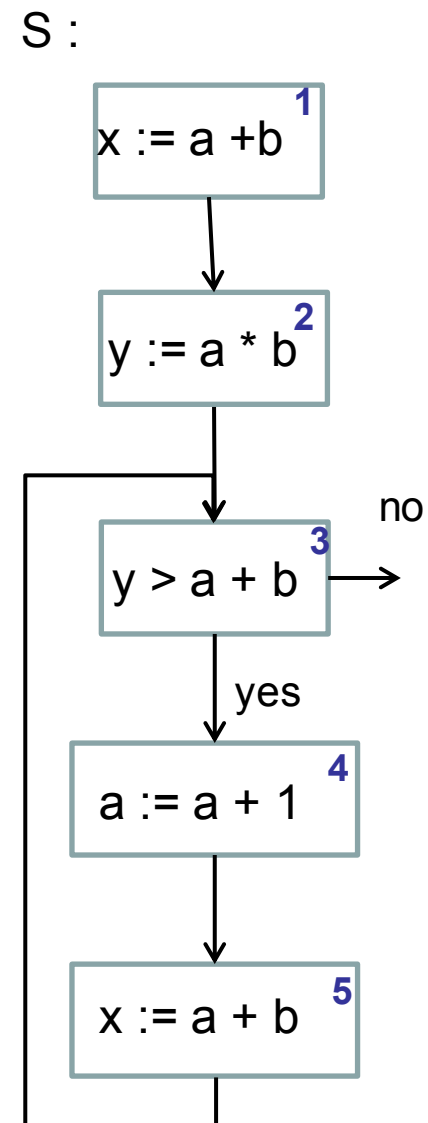 S :
1
x := a +b
2
y := a * b
no
3
y > a + b
yes
4
a := a + 1
5
x := a + b